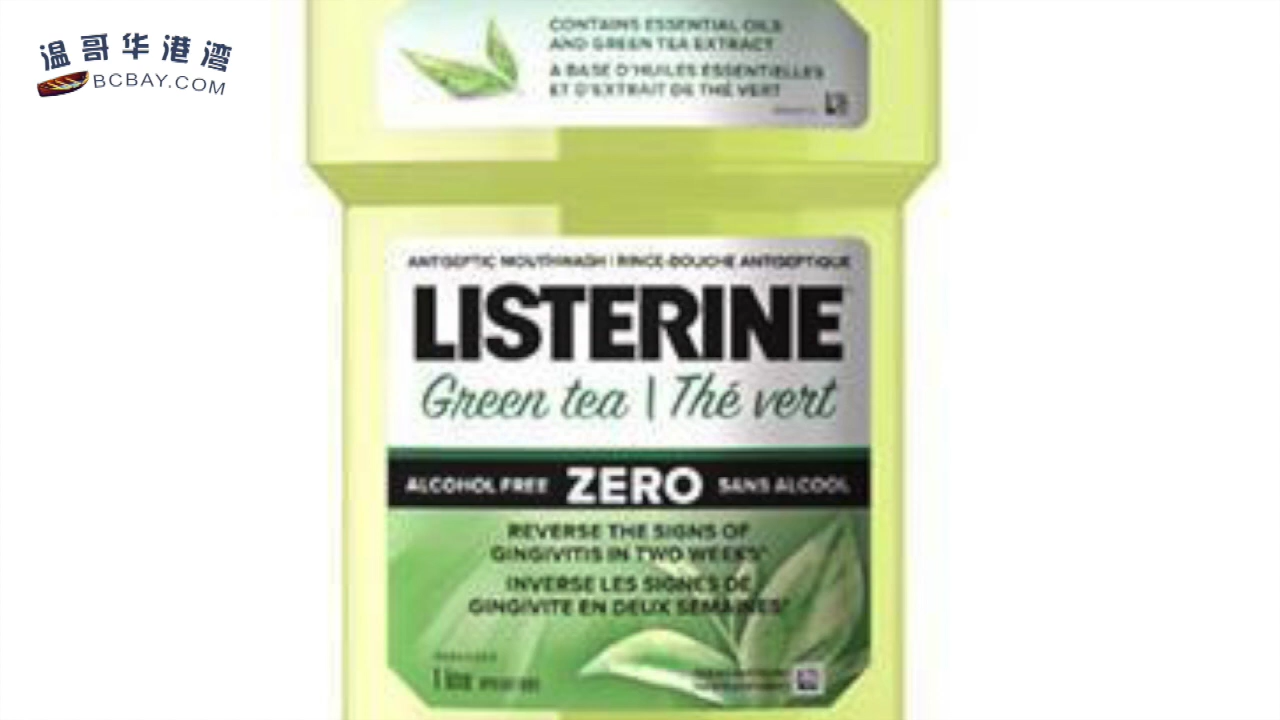 温哥华港湾
BCBAY.COM
CONTAINS ESSENTIAL OILS
AND GREEN TEA EXTRACT
À BASE D'HUILES ESSENTIELLES
ET D'EXTRAIT DE THÉ VERT
ANTISEPTIC MOUTHWASH | RINCE-BOUCHE ANTISEPTIQUE
LISTERINE
Green tea | Thé vert
ALCOHOL FREE ZERO SANS ALCOOL
REVERSE THE SIGNS OF
GINGIVITIS IN TWO WEEKS*
INVERSE LES SIGNES DE
GINGIVITE EN DEUX SEMAINES*